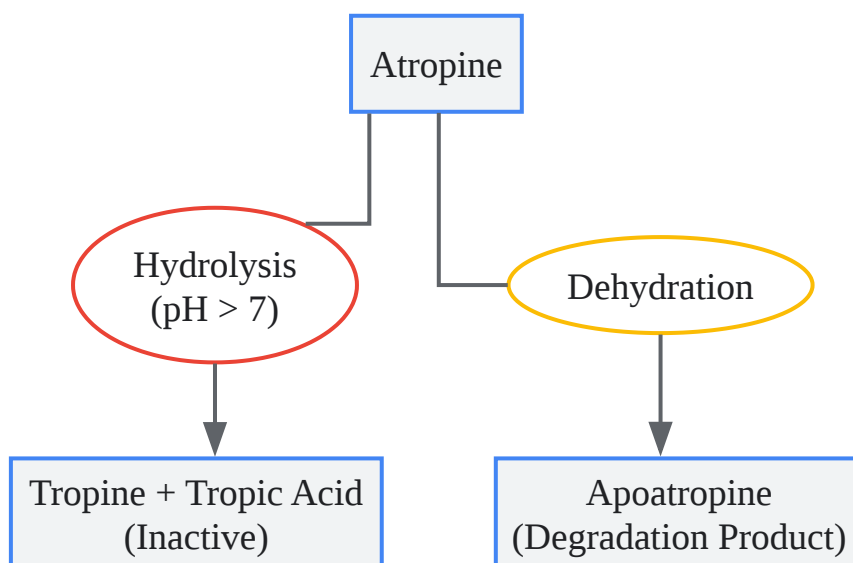 Atropine
Hydrolysis
(pH > 7)
Dehydration
Tropine + Tropic Acid
(Inactive)
Apoatropine
(Degradation Product)